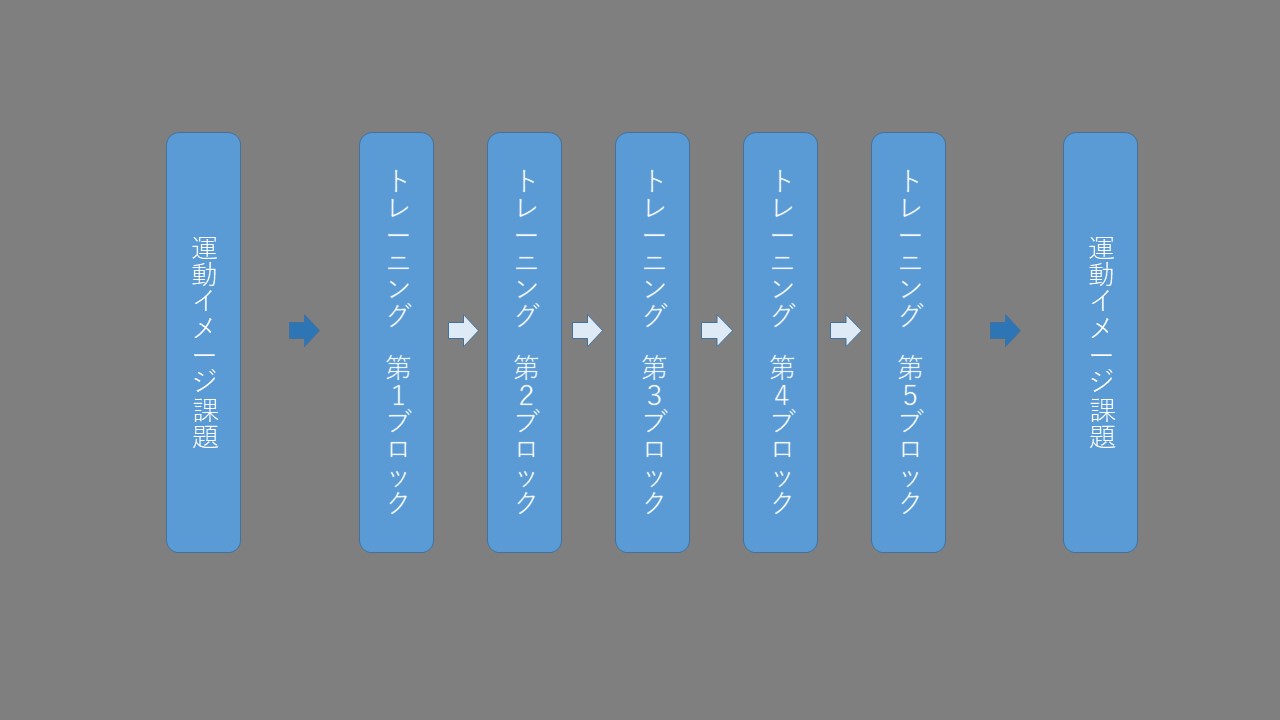 運動イメージ課題
トレーニング　第1ブロック
トレーニング　第2ブロック
トレーニング　第3ブロック
トレーニング　第4ブロック
トレーニング　第5ブロック
運動イメージ課題